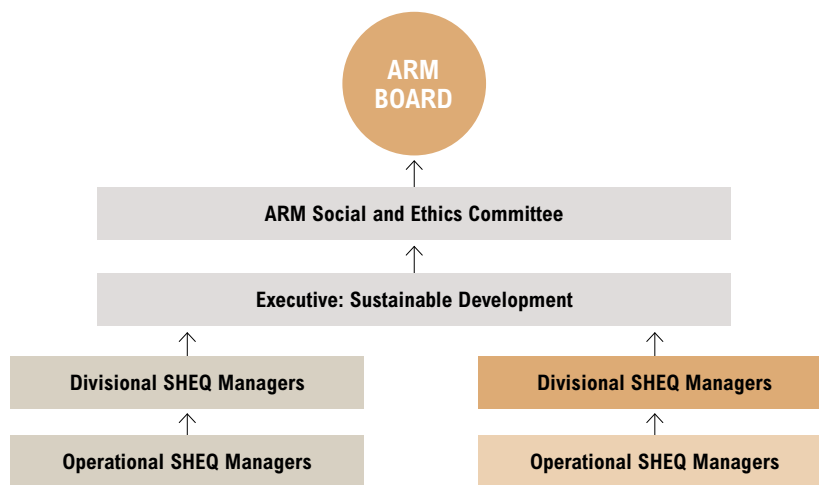 ARM
BOARD
ARM Social and Ethics Committee
Executive: Sustainable Development
Divisional SHEQ Managers
Divisional SHEQ Managers
Operational SHEQ Managers
Operational SHEQ Managers